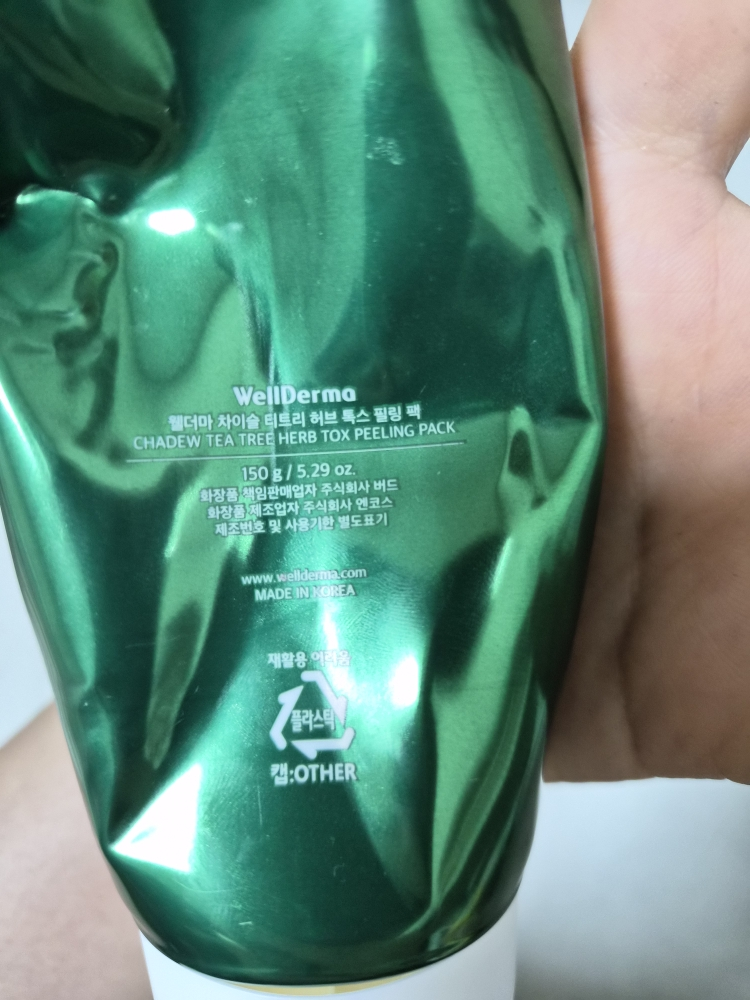 WellDerma
웰더마 차이슬 티트리 허브 톡스 필링 팩
CHADEW TEA TREE HERB TOX PEELING PACK
150 g / 5.29 oz.
화장품 책임판매업자 주식회사 버드
화장품 제조업자 주식회사 엔코스
제조번호 및 사용기한 별도표기
www.wellderma.com
MADE IN KOREA
재활용 어려움
플라스틱
캡:OTHER